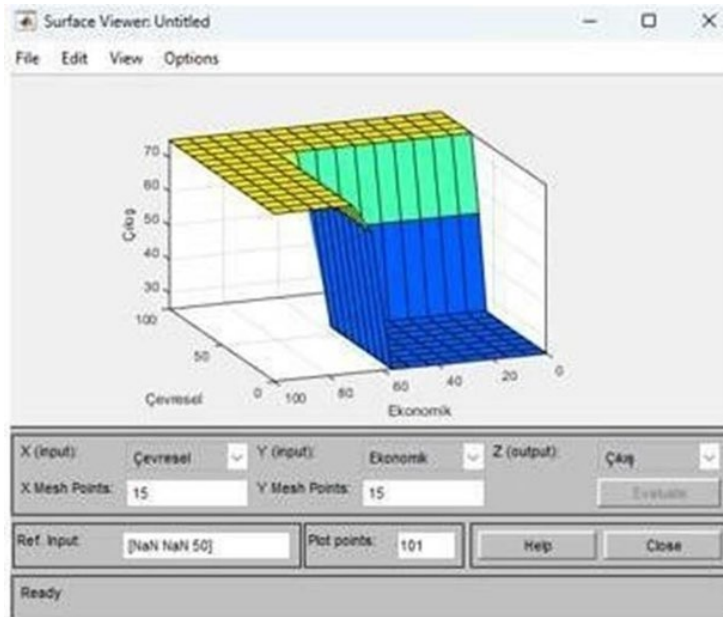 Surface Viewer: Untitled
File Edit View Options
70
60
50
40
30
Çıkış
100
50
0
Çevresel
100
80
60
40
20
0
Ekonomik
X (input): Çevresel Y (input): Ekonomik Z (output): Çıkış
X Mesh Points: 15 Y Mesh Points: 15 Evaluate
Ref. Input: [NaN NaN 50] Plot points: 101 Help Close
Ready